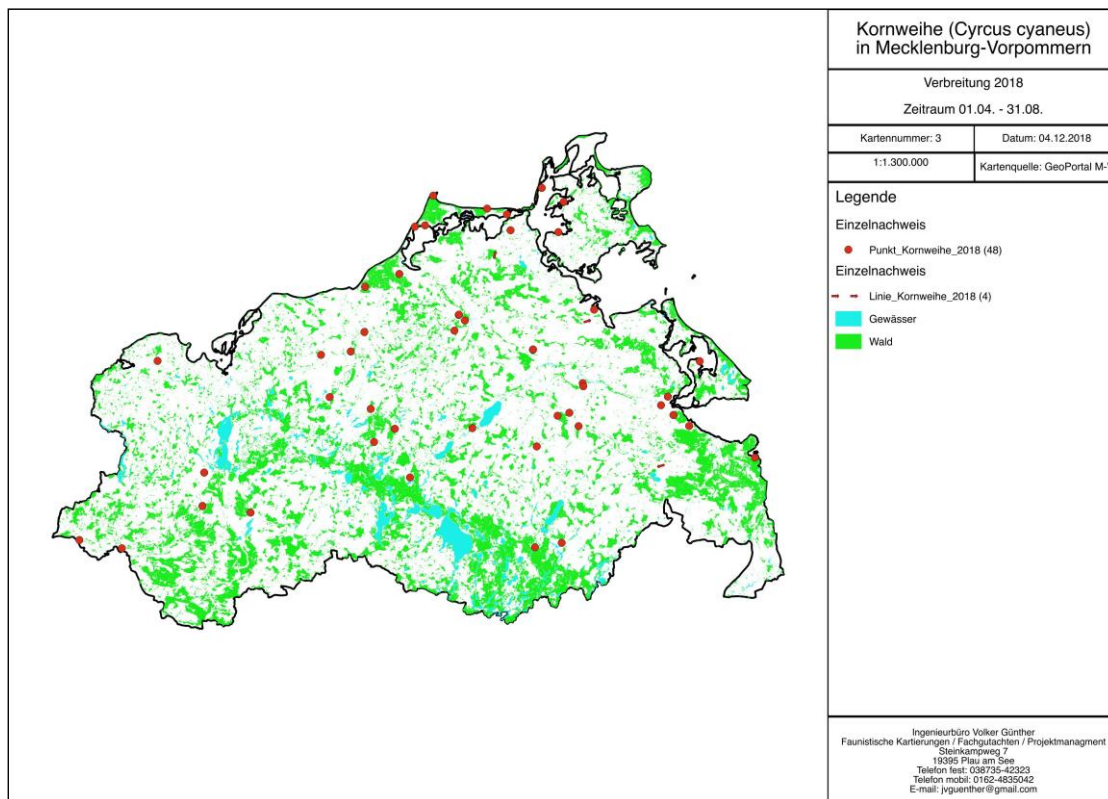 Kornweihe (Cyrcus cyaneus)
in Mecklenburg-Vorpommern
Verbreitung 2018
Zeitraum 01.04. - 31.08.
Kartennummer: 3
Datum: 04.12.2018
1:1.300.000
Kartenquelle: GeoPortal M-
Legende
Einzelnachweis
Punkt_Kornweihe_2018 (48)
Einzelnachweis
Linie_Kornweihe_2018 (4)
Gewässer
Wald
Ingenieurbüro Volker Günther
Faunistische Kartierungen / Fachgutachten / Projektmanagment
Steinkampweg 7
19395 Plau am See
Telefon fest: 038735-42323
Telefon mobil: 0162-4835042
E-mail: jvguenther@gmail.com